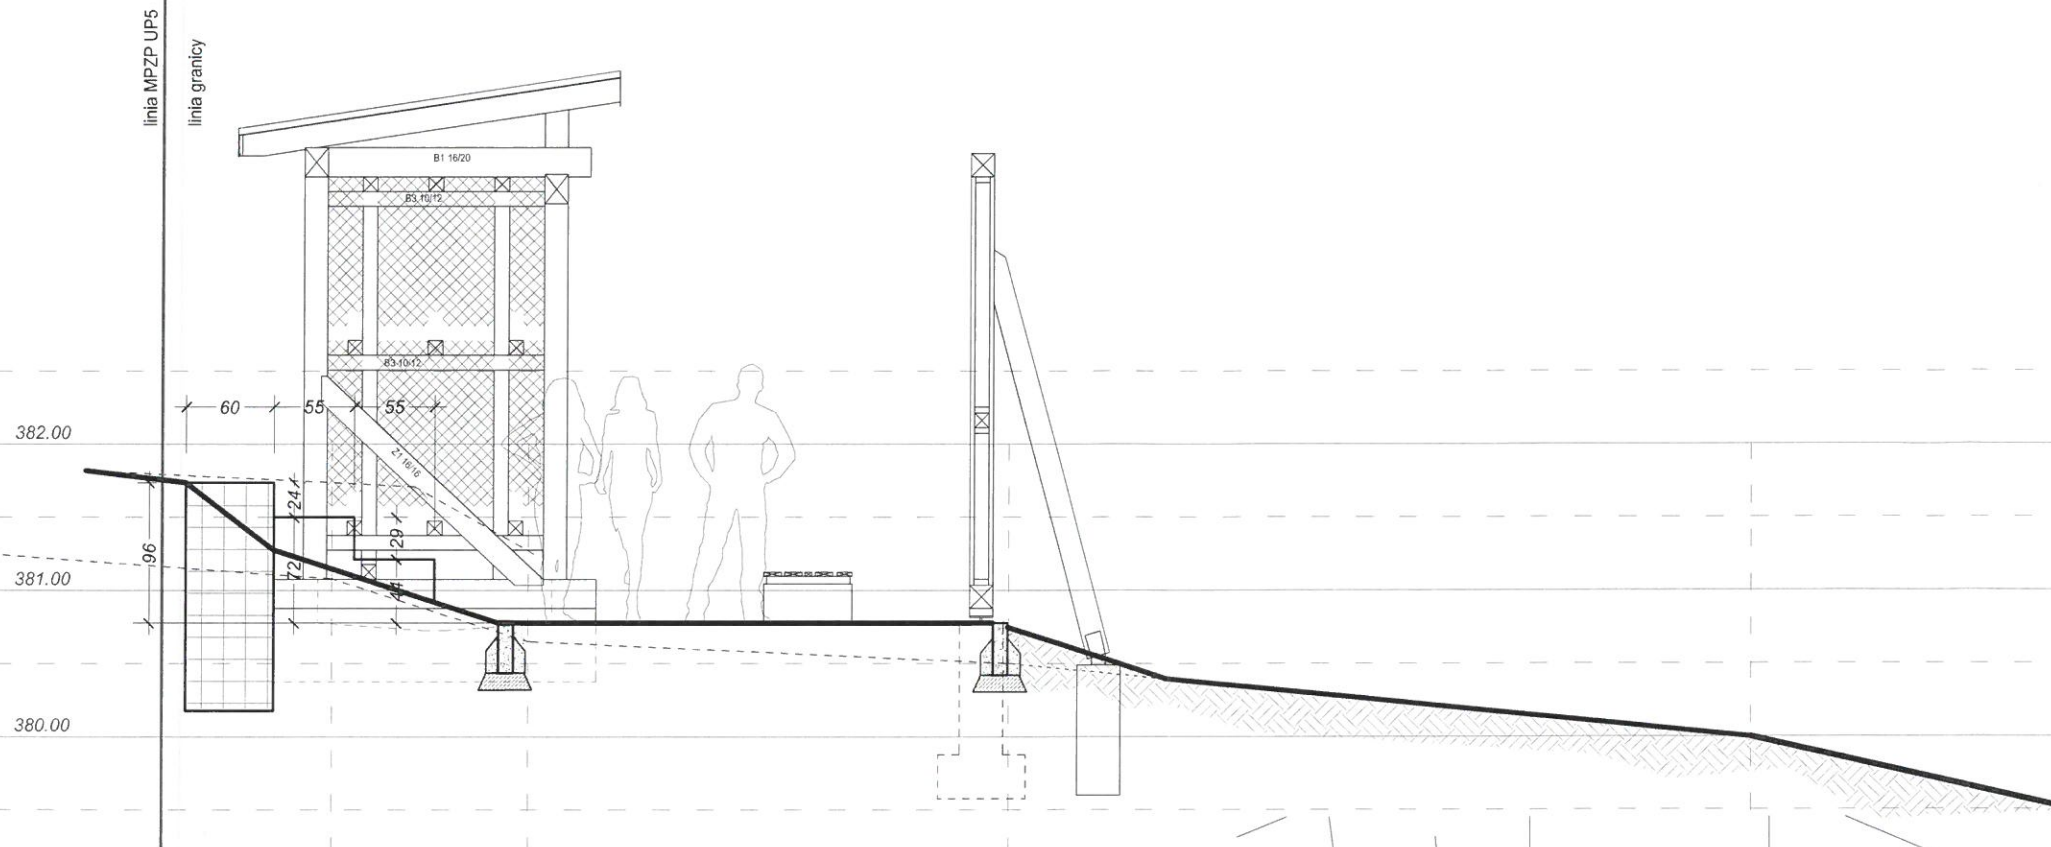 linia MPZP UP5
linia granicy
B1 16/20
B3 10/12
B3 10/12
60
55
55
382.00
Z1 16/16
24
29
96
72
44
381.00
380.00